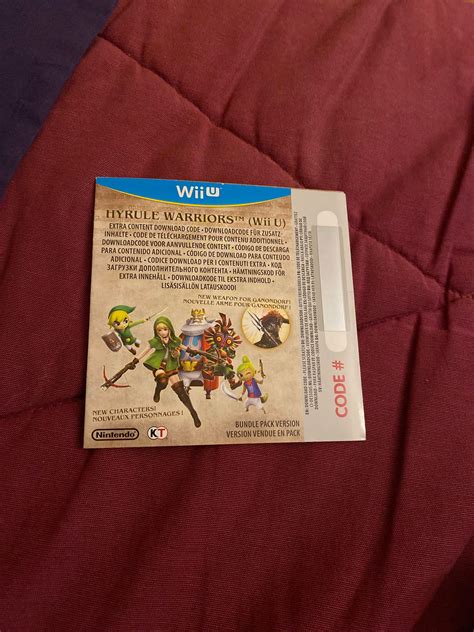 Wii U
HYRULE WARRIORS™ (Wii U)
EXTRA CONTENT DOWNLOAD CODE • DOWNLOADCODE FÜR ZUSATZ-
INHALTE • CODE DE TÉLÉCHARGEMENT POUR CONTENU ADDITIONNEL •
DOWNLOADCODE VOOR AANVULLENDE CONTENT • CÓDIGO DE DESCARGA
PARA CONTENIDO ADICIONAL • CÓDIGO DE DOWNLOAD PARA CONTEÚDO
ADICIONAL • CODICE DOWNLOAD PER I CONTENUTI EXTRA • КОД
ЗАГРУЗКИ ДОПОЛНИТЕЛЬНОГО КОНТЕНТА • HÄMTNINGSKOD FÖR
EXTRA INNEHÅLL • DOWNLOADKODE TIL EKSTRA INDHOLD •
LISÄSISÄLLÖN LATAUSKOODI
NEW WEAPON FOR GANONDORF!
NOUVELLE ARME POUR GANONDORF!
NEW CHARACTERS!
NOUVEAUX PERSONNAGES!
Nintendo
KT
BUNDLE PACK VERSION
VERSION VENDUE EN PACK
CODE #